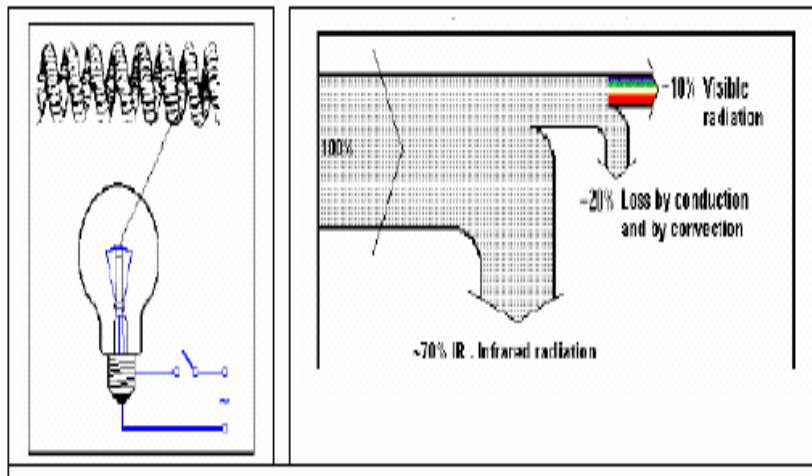 100%
~10% Visible
radiation
~20% Loss by conduction
and by convection
~70% IR . Infrared radiation
~